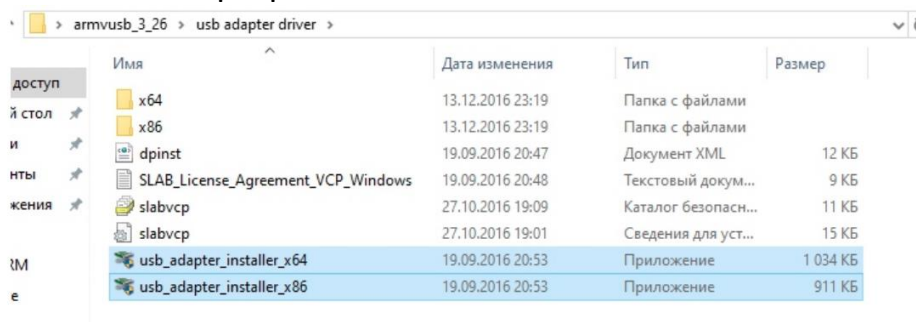 armvusb_3_26 > usb adapter driver >
Имя Дата изменения Тип Размер
доступ
x64 13.12.2016 23:19 Папка с файлами
й стол
x86 13.12.2016 23:19 Папка с файлами
и
dpinst 19.09.2016 20:47 Документ XML 12 КБ
нты
SLAB_License_Agreement_VCP_Windows 19.09.2016 20:48 Текстовый докум... 9 КБ
жения
slabvcp 27.10.2016 19:09 Каталог безопасн... 11 КБ
slabvcp 27.10.2016 19:01 Сведения для уст... 15 КБ
usb_adapter_installer_x64 19.09.2016 20:53 Приложение 1 034 КБ
usb_adapter_installer_x86 19.09.2016 20:53 Приложение 911 КБ
е